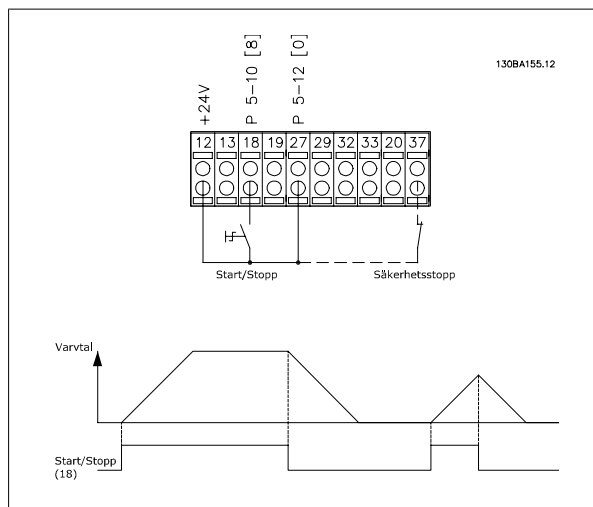 130BA155.12
+24V
P 5-10 [8]
P 5-12 [0]
12 13 18 19 27 29 32 33 20 37
Start/Stopp
Säkerhetsstopp
Varvtal
Start/Stopp
(18)